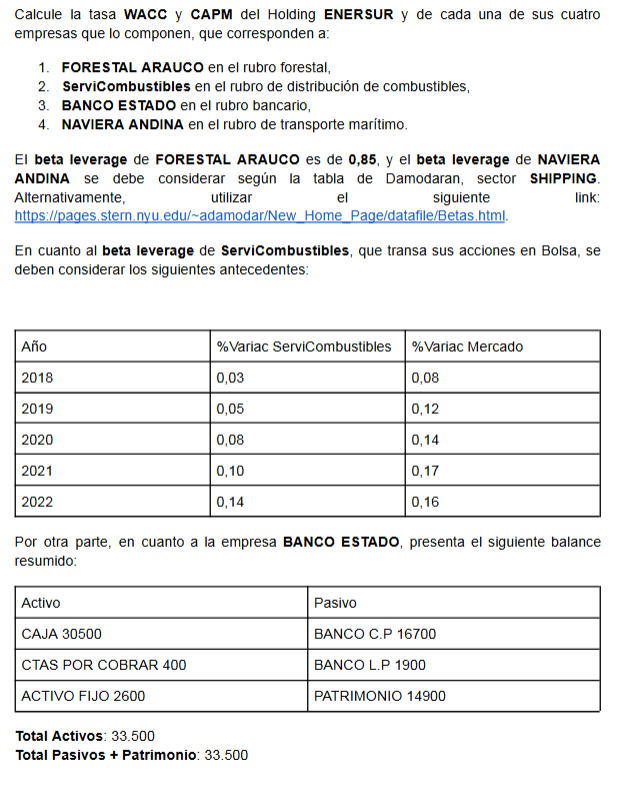 Calcule la tasa WACC y CAPM del Holding ENERSUR y de cada una de sus cuatro
empresas que lo componen, que corresponden a:
1. FORESTAL ARAUCO en el rubro forestal,
2. ServiCombustibles en el rubro de distribución de combustibles,
3. BANCO ESTADO en el rubro bancario,
4. NAVIERA ANDINA en el rubro de transporte marítimo.
El beta leverage de FORESTAL ARAUCO es de 0,85, y el beta leverage de NAVIERA
ANDINA se debe considerar según la tabla de Damodaran, sector SHIPPING.
Alternativamente, utilizar el siguiente link:
https://pages.stern.nyu.edu/~adamodar/New_Home_Page/datafile/Betas.html.
En cuanto al beta leverage de ServiCombustibles, que transa sus acciones en Bolsa, se
deben considerar los siguientes antecedentes:
Año %Variac ServiCombustibles %Variac Mercado
2018 0,03 0,08
2019 0,05 0,12
2020 0,08 0,14
2021 0,10 0,17
2022 0,14 0,16
Por otra parte, en cuanto a la empresa BANCO ESTADO, presenta el siguiente balance
resumido:
Activo Pasivo
CAJA 30500 BANCO C.P 16700
CTAS POR COBRAR 400 BANCO L.P 1900
ACTIVO FIJO 2600 PATRIMONIO 14900
Total Activos: 33.500
Total Pasivos + Patrimonio: 33.500